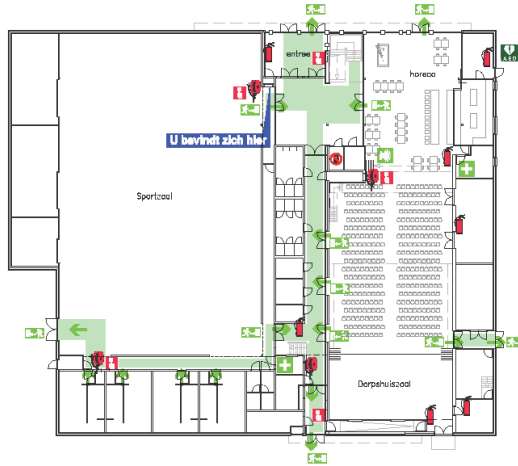 entree
AED
horeca
U bevindt zich hier
Sportzaal
Dorpshuiszaal